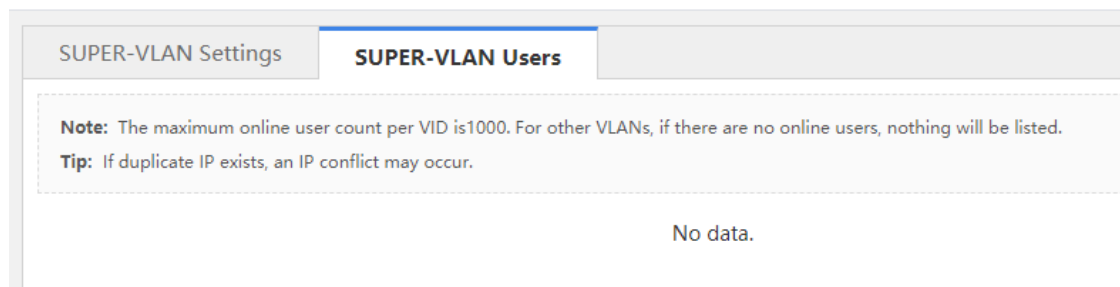 SUPER-VLAN Settings
SUPER-VLAN Users
Note: The maximum online user count per VID is1000. For other VLANs, if there are no online users, nothing will be listed.
Tip: If duplicate IP exists, an IP conflict may occur.
No data.